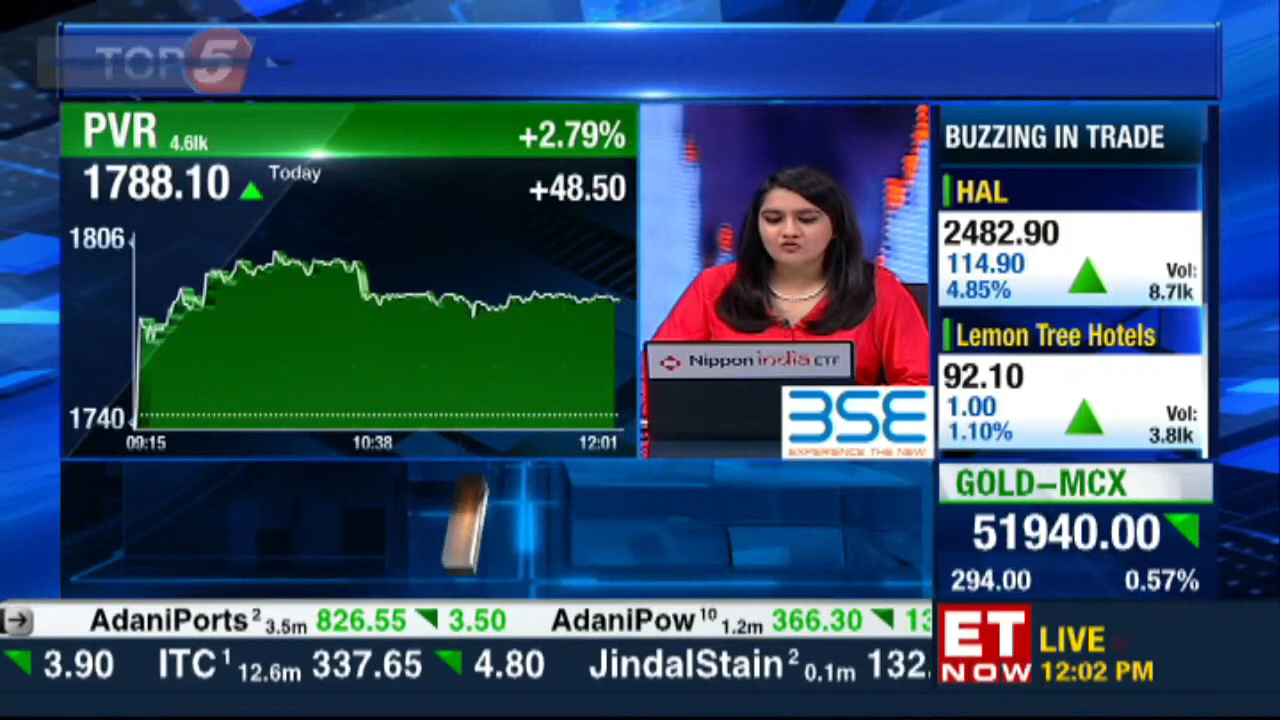 TOP 5
PVR 4.6lk +2.79%
1788.10 Today +48.50
1806
1740
09:15 10:38 12:01
Nippon india ETF
BSE
EXPERIENCE THE NEW
BUZZING IN TRADE
HAL
2482.90
114.90
4.85%
Vol:
8.7lk
Lemon Tree Hotels
92.10
1.00
1.10%
Vol:
3.8lk
GOLD-MCX
51940.00
294.00 0.57%
AdaniPorts 2 3.5m 826.55 3.50 AdaniPow 10 1.2m 366.30 13
3.90 ITC 1 12.6m 337.65 4.80 JindalStain 2 0.1m 132.
ET NOW
LIVE
12:02 PM